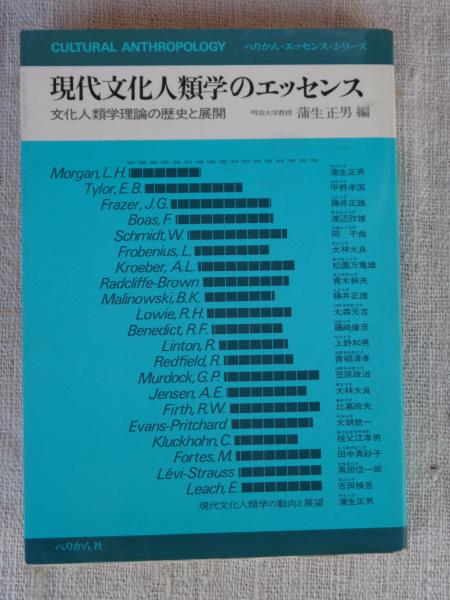 CULTURAL ANTHROPOLOGY ぺりかん・エッセンス・シリーズ
現代文化人類学のエッセンス
文化人類学理論の歴史と展開 明治大学教授 蒲生正男 編
Morgan, L.H. 蒲生正男
Tylor, E.B. 平野孝国
Frazer, J.G. 藤井正雄
Boas, F. 渡辺欣雄
Schmidt, W. 岡千曲
Frobenius, L. 大林太良
Kroeber, A.L. 松園万亀雄
Radcliffe-Brown 青木幹夫
Malinowski, B.K. 藤井正雄
Lowie, R.H. 大森元吉
Benedict, R.F. 藤崎康彦
Linton, R. 上野和男
Redfield, R. 青柳清孝
Murdock, G.P. 笠原政治
Jensen, A.E. 大林太良
Firth, R.W. 比嘉政夫
Evans-Pritchard 大胡欽一
Kluckhohn, C. 祖父江孝男
Fortes, M. 田中真砂子
Lévi-Strauss 黒田信一郎
Leach, E. 吉田禎吾
現代文化人類学の動向と展望 蒲生正男
ぺりかん社